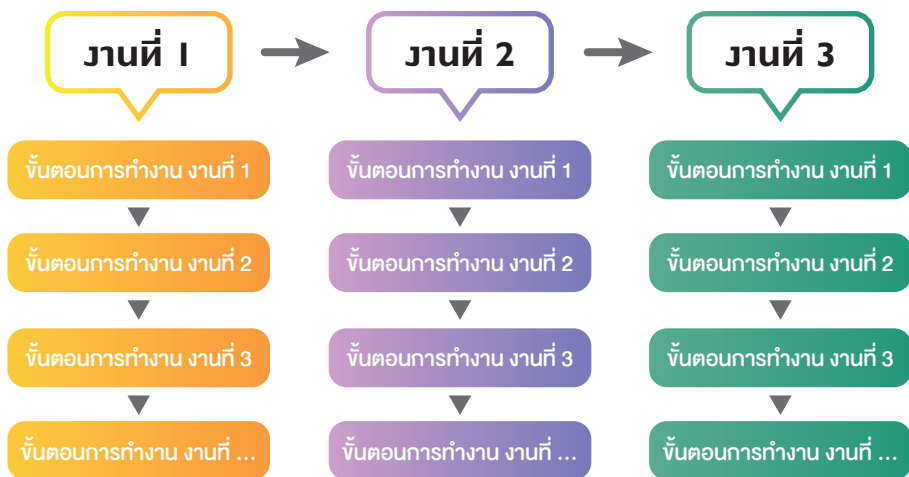 งานที่ 1
งานที่ 2
งานที่ 3
ขั้นตอนการทำงาน งานที่ 1
ขั้นตอนการทำงาน งานที่ 1
ขั้นตอนการทำงาน งานที่ 1
ขั้นตอนการทำงาน งานที่ 2
ขั้นตอนการทำงาน งานที่ 2
ขั้นตอนการทำงาน งานที่ 2
ขั้นตอนการทำงาน งานที่ 3
ขั้นตอนการทำงาน งานที่ 3
ขั้นตอนการทำงาน งานที่ 3
ขั้นตอนการทำงาน งานที่ ...
ขั้นตอนการทำงาน งานที่ ...
ขั้นตอนการทำงาน งานที่ ...